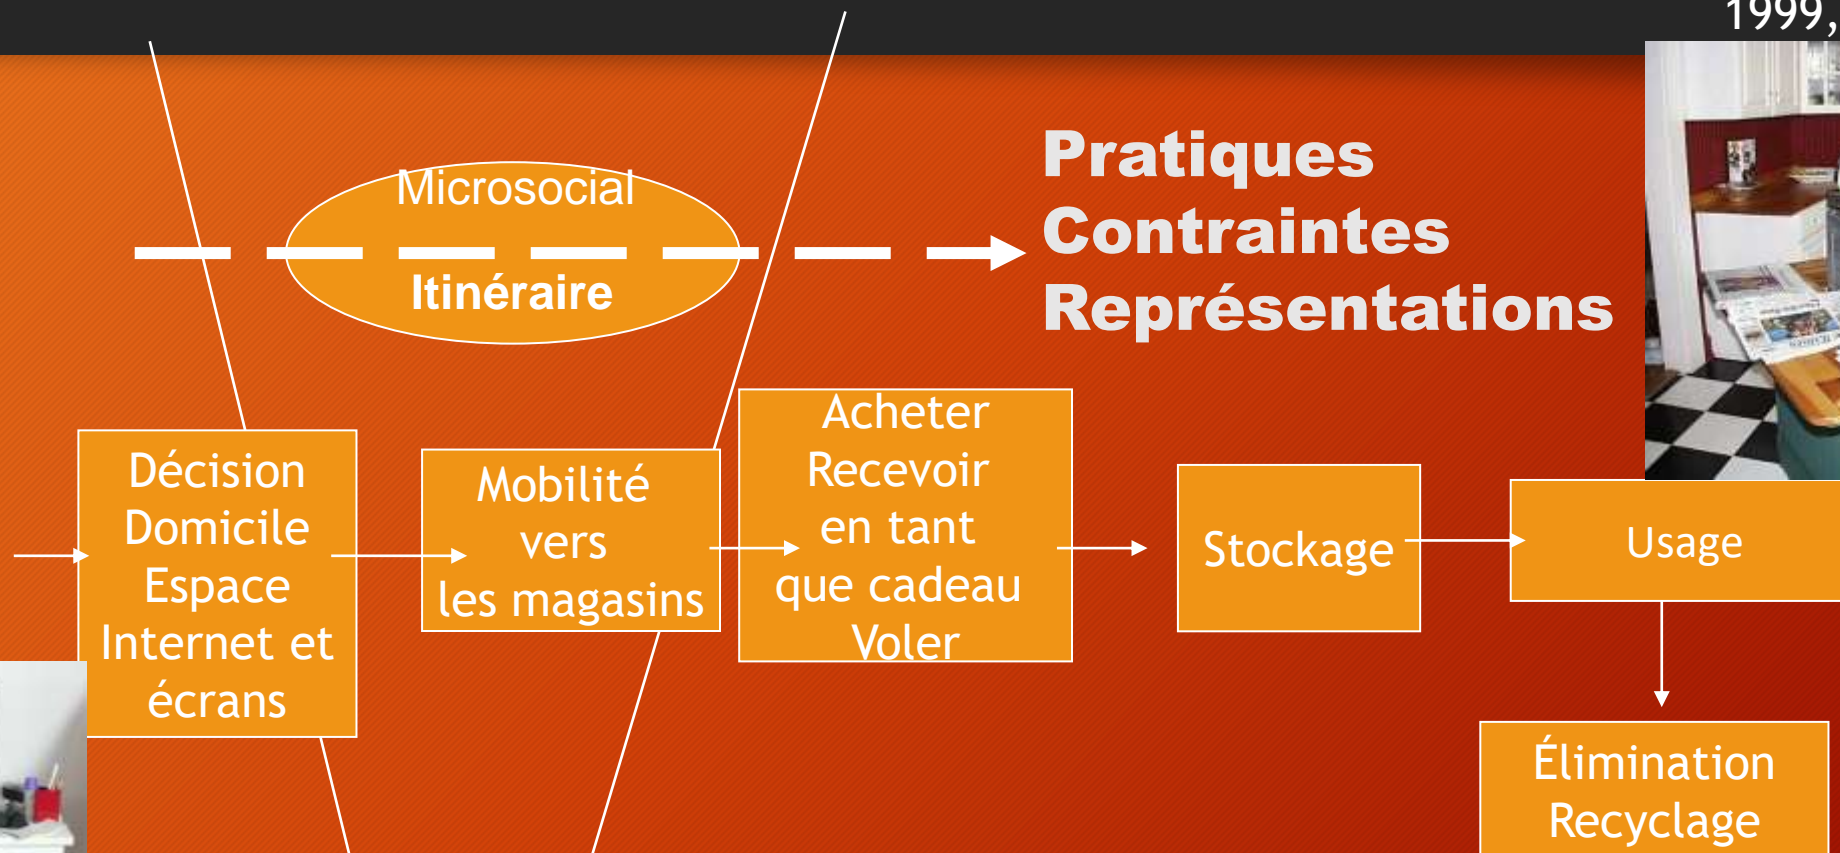 1999,
Microsocial
Itinéraire
Pratiques
Contraintes
Représentations
Décision
Domicile
Espace
Internet et
écrans
Mobilité
vers
les magasins
Acheter
Recevoir
en tant
que cadeau
Voler
Stockage
Usage
Élimination
Recyclage